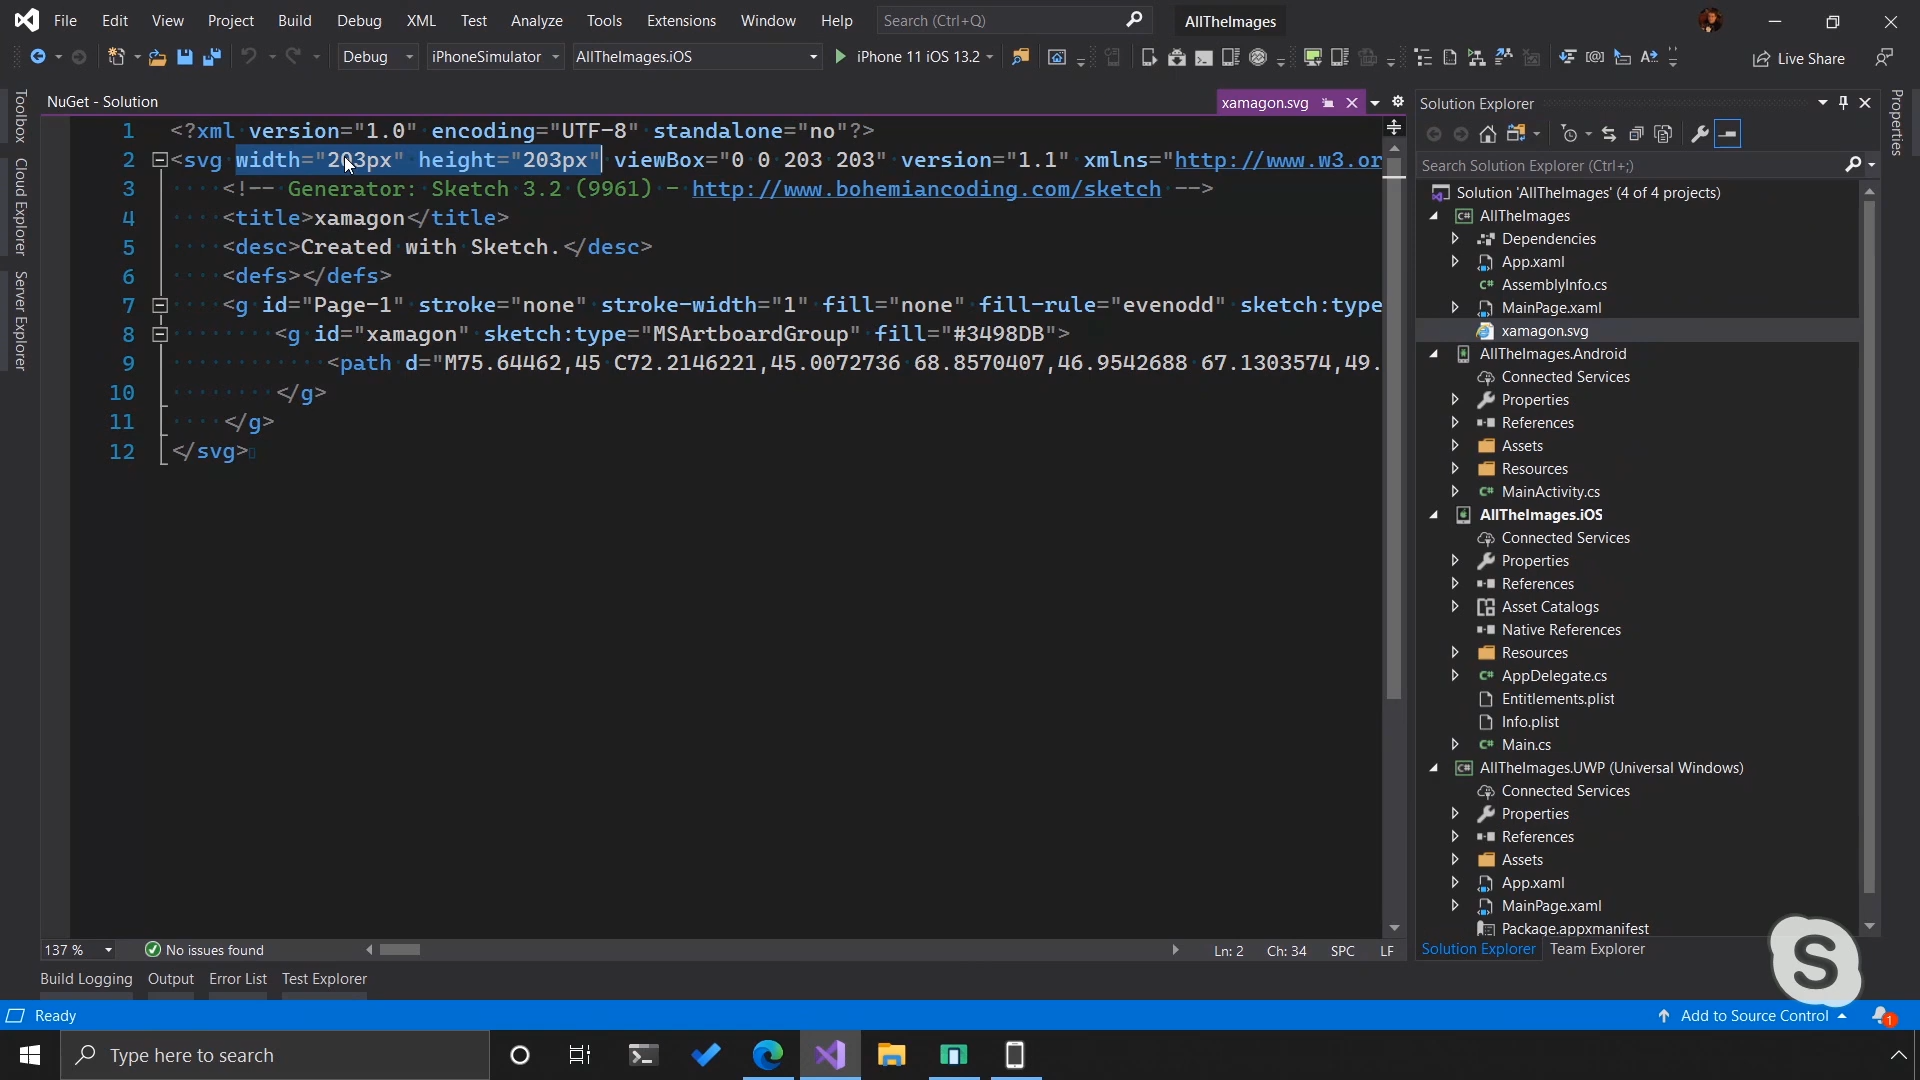 File Edit View Project Build Debug XML Test Analyze Tools Extensions Window Help Search (Ctrl+Q) AllTheImages
Debug iPhoneSimulator AllTheImages.iOS iPhone 11 iOS 13.2 Live Share
NuGet - Solution xamagon.svg
1 <?xml version="1.0" encoding="UTF-8" standalone="no"?>
2 <svg width="203px" height="203px" viewBox="0 0 203 203" version="1.1" xmlns="http://www.w3.or
3 <!-- Generator: Sketch 3.2 (9961) - http://www.bohemiancoding.com/sketch -->
4 <title>xamagon</title>
5 <desc>Created with Sketch.</desc>
6 <defs></defs>
7 <g id="Page-1" stroke="none" stroke-width="1" fill="none" fill-rule="evenodd" sketch:type
8 <g id="xamagon" sketch:type="MSArtboardGroup" fill="#3498DB">
9 <path d="M75.64462,45 C72.2146221,45.0072736 68.8570407,46.9542688 67.1303574,49.
10 </g>
11 </g>
12 </svg>
Toolbox
Cloud Explorer
Server Explorer
Solution Explorer
Search Solution Explorer (Ctrl+;)
Solution 'AllTheImages' (4 of 4 projects)
AllTheImages
Dependencies
App.xaml
AssemblyInfo.cs
MainPage.xaml
xamagon.svg
AllTheImages.Android
Connected Services
Properties
References
Assets
Resources
MainActivity.cs
AllTheImages.iOS
Connected Services
Properties
References
Asset Catalogs
Native References
Resources
AppDelegate.cs
Entitlements.plist
Info.plist
Main.cs
AllTheImages.UWP (Universal Windows)
Connected Services
Properties
References
Assets
App.xaml
MainPage.xaml
Package.appxmanifest
Solution Explorer Team Explorer
Properties
137 % No issues found Ln: 2 Ch: 34 SPC LF
Build Logging Output Error List Test Explorer
Ready Add to Source Control 1
Type here to search